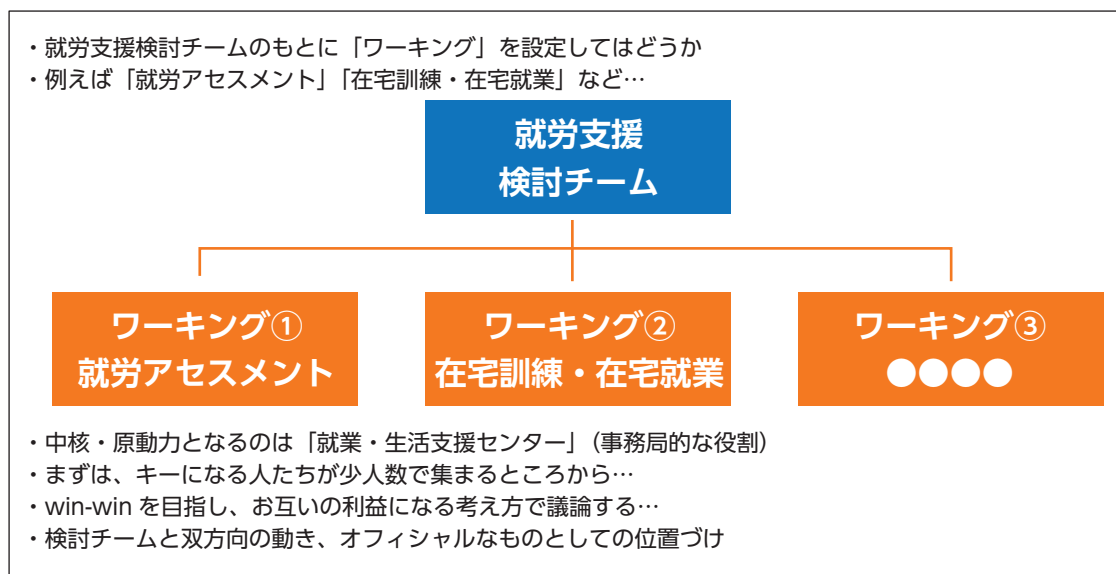 ・就労支援検討チームのもとに「ワーキング」を設定してはどうか
・例えば「就労アセスメント」「在宅訓練・在宅就業」など…
就労支援
検討チーム
ワーキング①
就労アセスメント
ワーキング②
在宅訓練・在宅就業
ワーキング③
●●●●
・中核・原動力となるのは「就業・生活支援センター」（事務局的な役割）
・まずは、キーになる人たちが少人数で集まるところから…
・win-win を目指し、お互いの利益になる考え方で議論する…
・検討チームと双方向の動き、オフィシャルなものとしての位置づけ